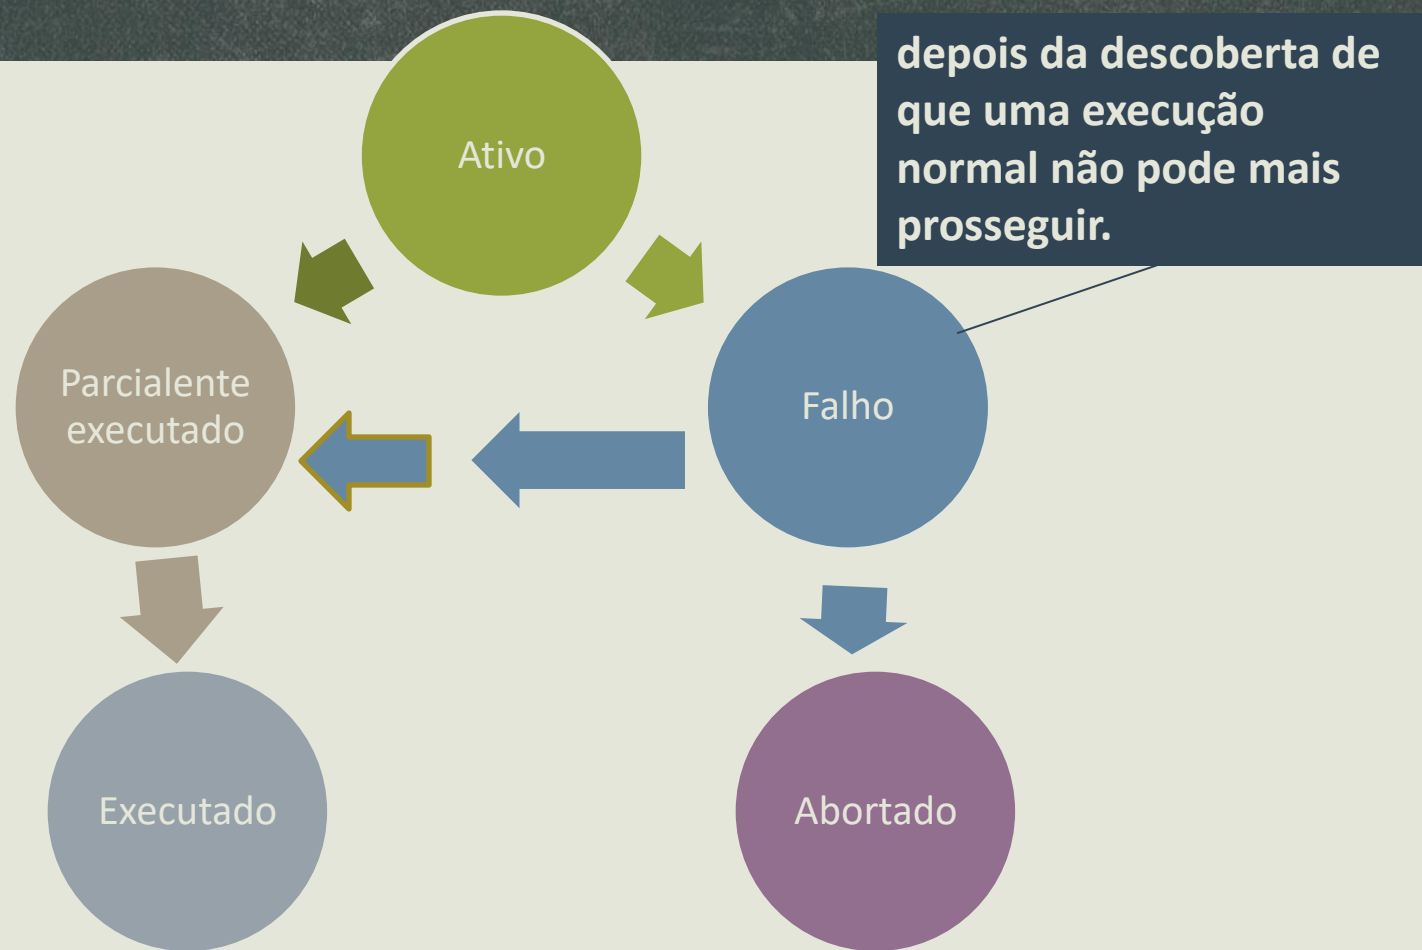 Ativo
depois da descoberta de
que uma execução
normal não pode mais
prosseguir.
Parcialente
executado
Falho
Executado
Abortado